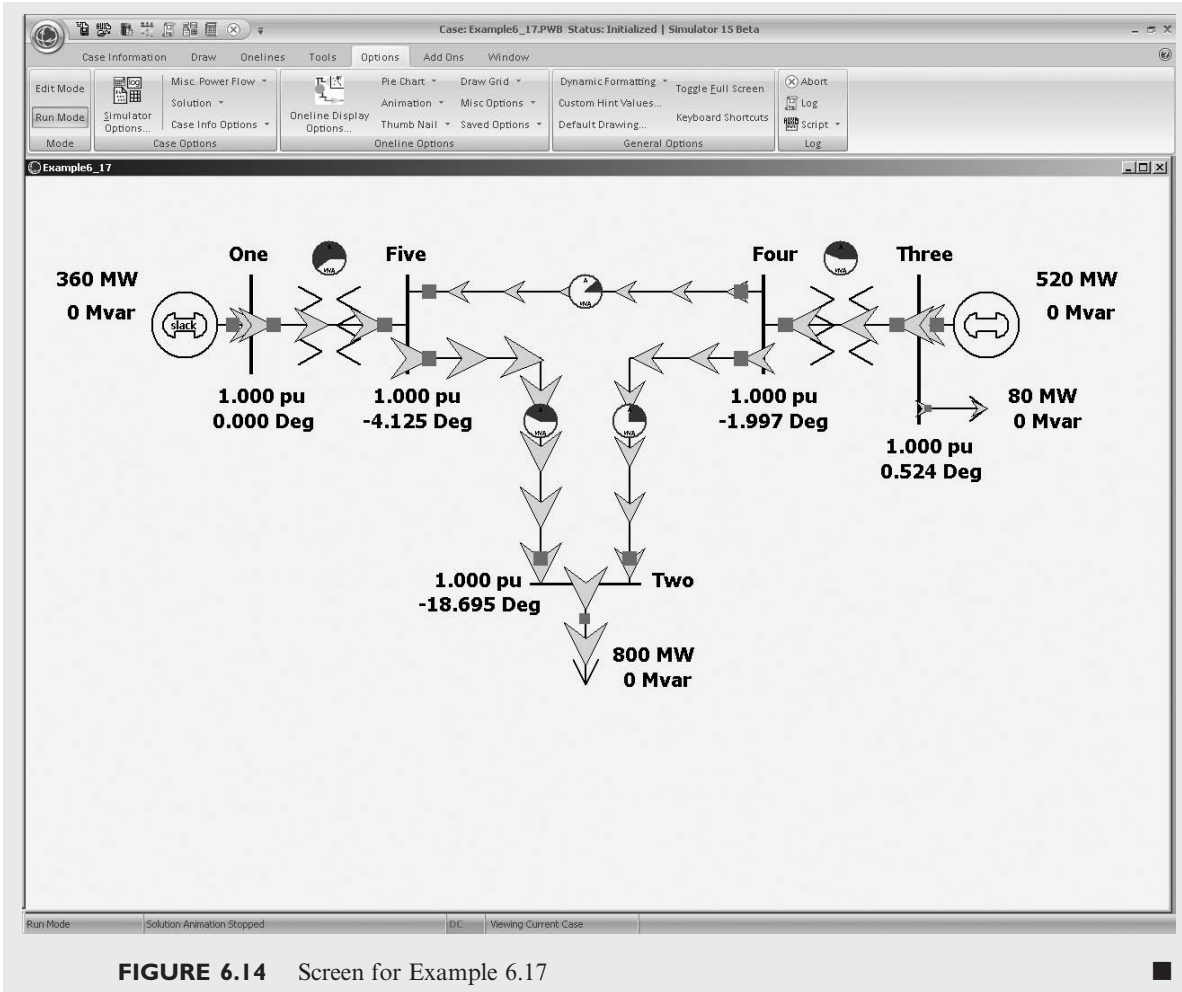 Case: Example6_17.PWB Status: Initialized | Simulator 15 Beta
Case Information Draw Onelines Tools Options Add Ons Window
Edit Mode
Run Mode
Mode
Simulator Options...
Misc. Power Flow
Solution
Case Info Options
Case Options
Oneline Display Options...
Pie Chart
Animation
Thumb Nail
Draw Grid
Misc Options
Saved Options
Oneline Options
Dynamic Formatting
Custom Hint Values...
Default Drawing...
Toggle Full Screen
Keyboard Shortcuts
General Options
Abort
Log
Script
Log
Example6_17
One
Five
Four
Three
360 MW
0 Mvar
slack
A
MVA
A
MVA
A
MVA
520 MW
0 Mvar
1.000 pu
0.000 Deg
1.000 pu
-4.125 Deg
1.000 pu
-1.997 Deg
80 MW
0 Mvar
1.000 pu
0.524 Deg
A
MVA
A
MVA
1.000 pu
-18.695 Deg
Two
800 MW
0 Mvar
Run Mode
Solution Animation Stopped
DC
Viewing Current Case
FIGURE 6.14 Screen for Example 6.17